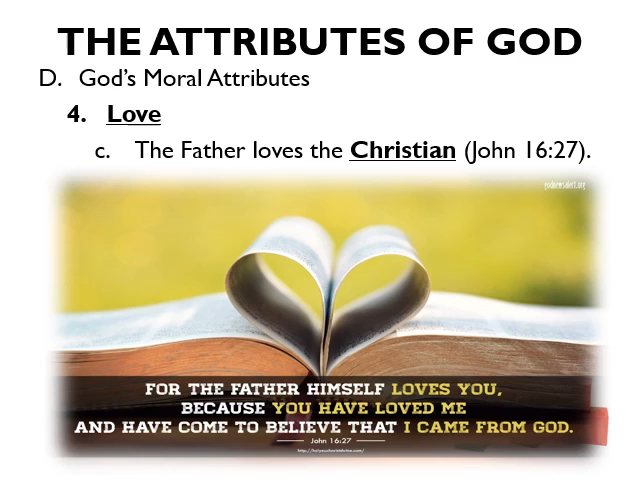 THE ATTRIBUTES OF GOD
D. God's Moral Attributes
4. Love
c. The Father loves the Christian (John 16:27).
FOR THE FATHER HIMSELF LOVES YOU,
BECAUSE YOU HAVE LOVED ME
AND HAVE COME TO BELIEVE THAT I CAME FROM GOD.
John 16:27